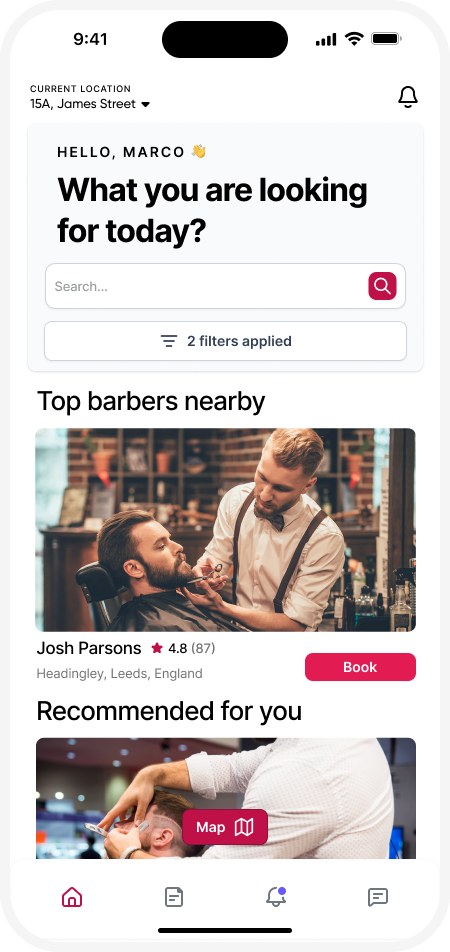 9:41
CURRENT LOCATION
15A, James Street
HELLO, MARCO 👋
What you are looking
for today?
Search...
2 filters applied
Top barbers nearby
Josh Parsons 4.8 (87)
Headingley, Leeds, England
Book
Recommended for you
Map